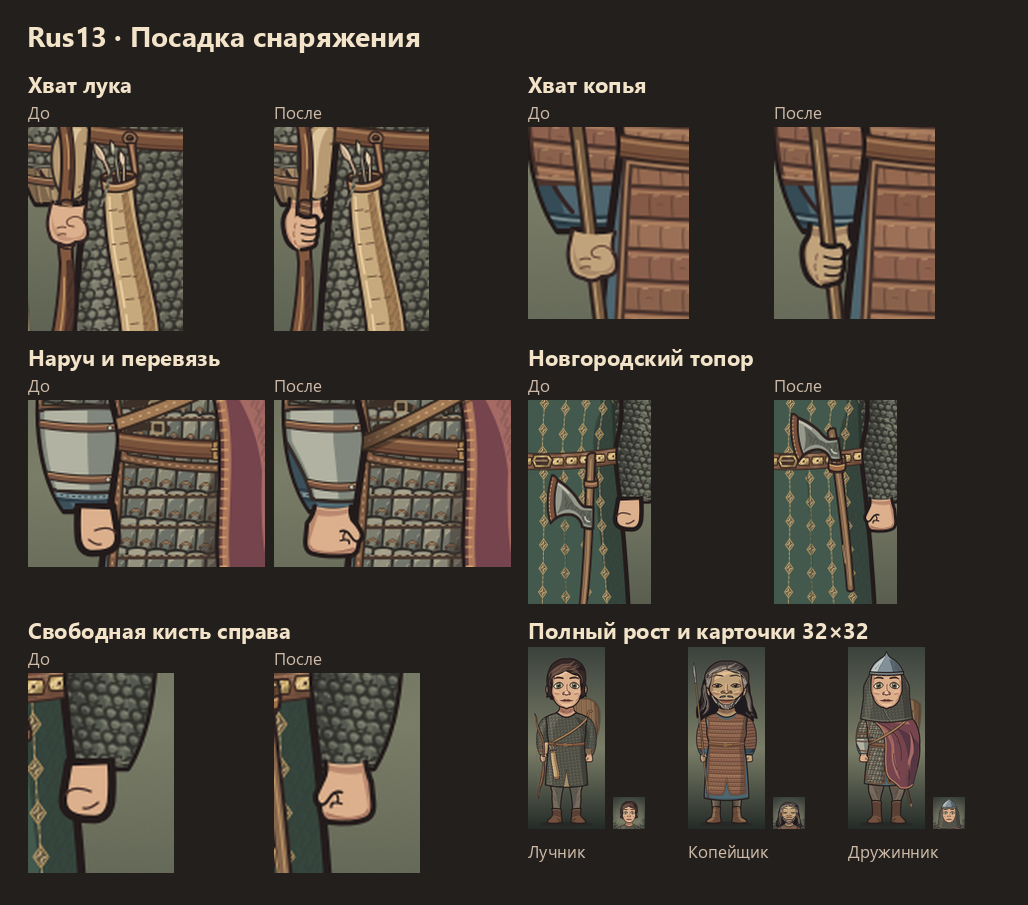 Rus13 · Посадка снаряжения
Хват лука
До
После
Хват копья
До
После
Наруч и перевязь
До
После
Новгородский топор
До
После
Свободная кисть справа
До
После
Полный рост и карточки 32×32
Лучник
Копейщик
Дружинник